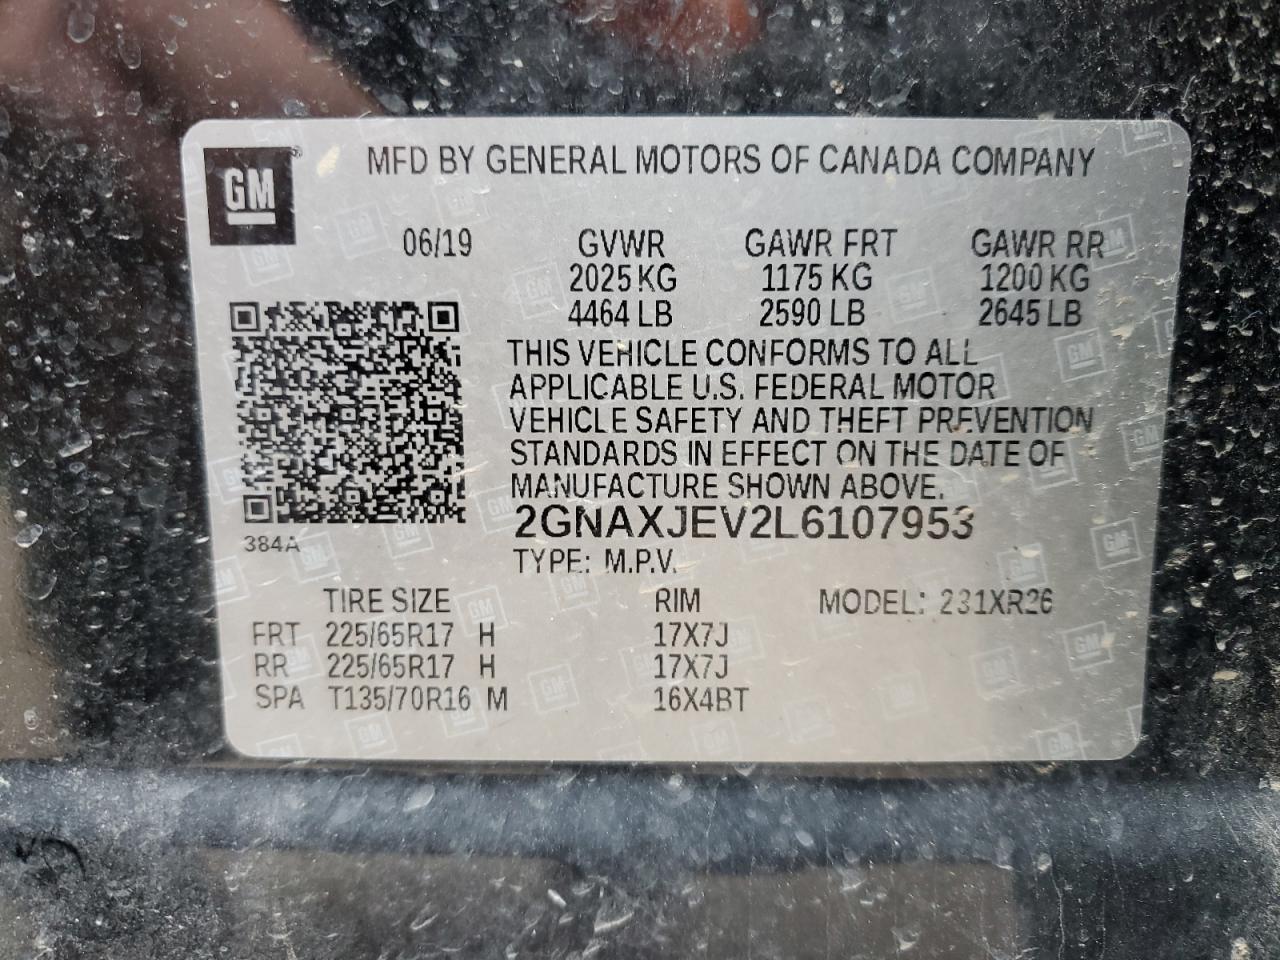 GM
MFD BY GENERAL MOTORS OF CANADA COMPANY
06/19 GVWR GAWR FRT GAWR RR
2025 KG 1175 KG 1200 KG
4464 LB 2590 LB 2645 LB
THIS VEHICLE CONFORMS TO ALL
APPLICABLE U.S. FEDERAL MOTOR
VEHICLE SAFETY AND THEFT PREVENTION
STANDARDS IN EFFECT ON THE DATE OF
MANUFACTURE SHOWN ABOVE.
2GNAXJEV2L6107953
384A
TYPE: M.P.V.
TIRE SIZE RIM MODEL: 231XR26
FRT 225/65R17 H 17X7J
RR 225/65R17 H 17X7J
SPA T135/70R16 M 16X4BT